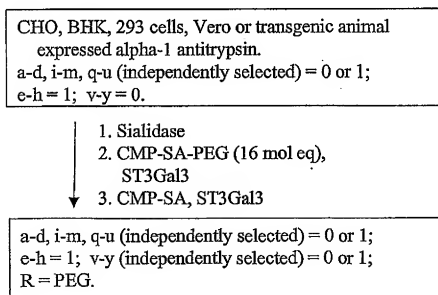 CHO, BHK, 293 cells, Vero or transgenic animal
expressed alpha-1 antitrypsin.
a-d, i-m, q-u (independently selected) = 0 or 1;
e-h = 1; v-y = 0.
1. Sialidase
2. CMP-SA-PEG (16 mol eq),
ST3Gal3
3. CMP-SA, ST3Gal3
a-d, i-m, q-u (independently selected) = 0 or 1;
e-h = 1; v-y (independently selected) = 0 or 1;
R = PEG.